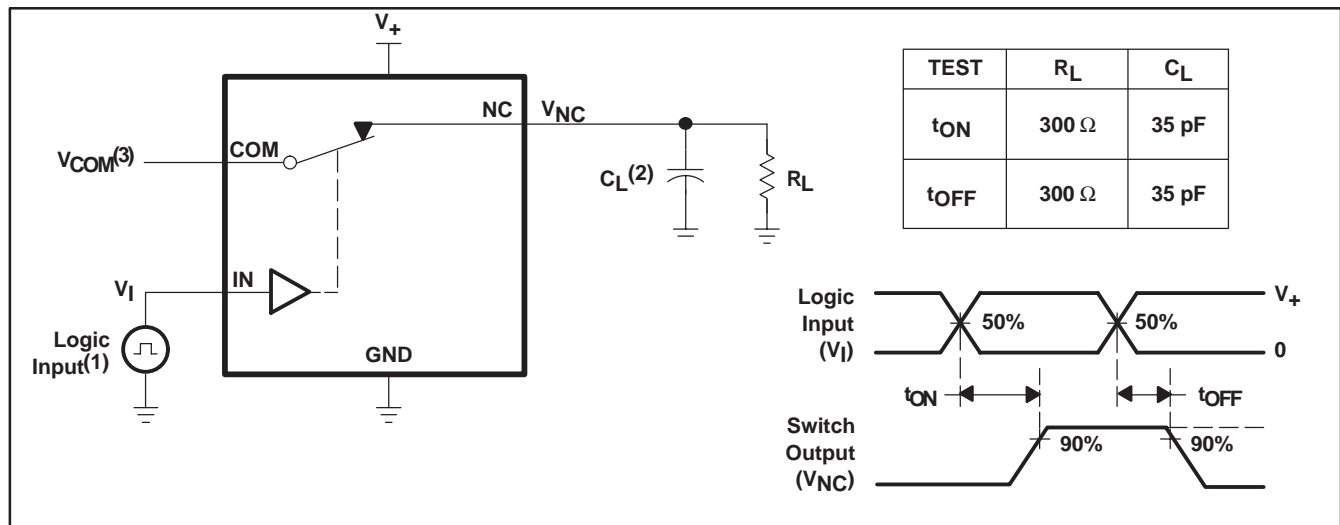 V+
NC
VNC
COM
VCOM(3)
CL(2)
RL
IN
VI
Logic
Input(1)
GND
TEST RL CL
tON 300 Ω 35 pF
tOFF 300 Ω 35 pF
Logic
Input
(VI)
50%
50%
V+
0
tON
tOFF
Switch
Output
(VNC)
90%
90%